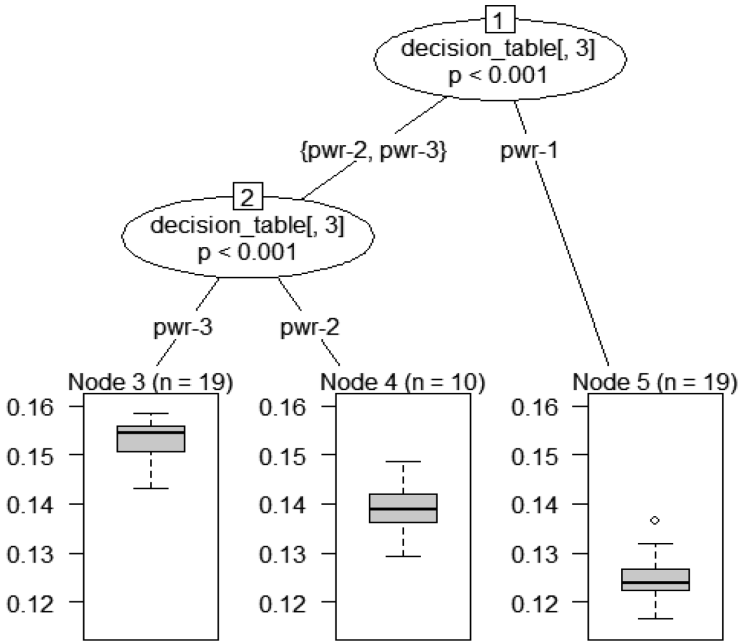 1
decision_table[, 3]
p < 0.001
{pwr-2, pwr-3}
pwr-1
2
decision_table[, 3]
p < 0.001
pwr-3
pwr-2
Node 3 (n = 19)
0.16
0.15
0.14
0.13
0.12
Node 4 (n = 10)
0.16
0.15
0.14
0.13
0.12
Node 5 (n = 19)
0.16
0.15
0.14
0.13
0.12